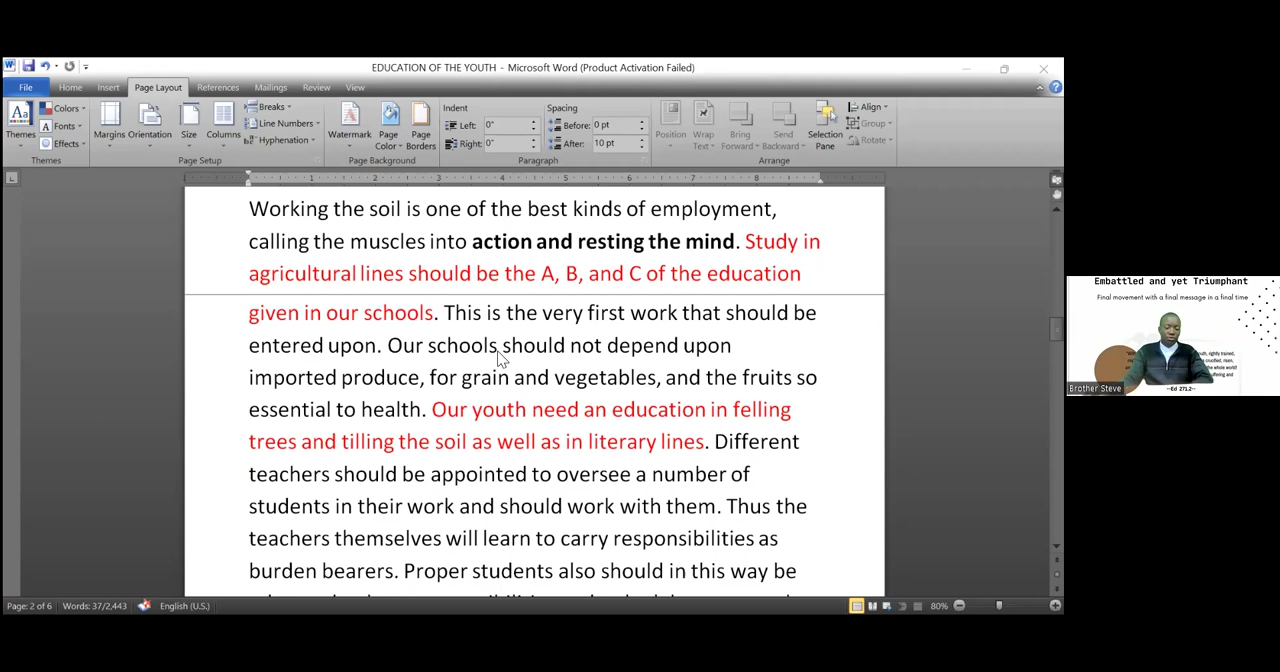 EDUCATION OF THE YOUTH - Microsoft Word (Product Activation Failed)
File Home Insert Page Layout References Mailings Review View
Themes Colors Fonts Effects
Margins Orientation Size Columns Breaks Line Numbers Hyphenation
Watermark Page Color Page Borders
Indent Left: 0" Right: 0"
Spacing Before: 0 pt After: 10 pt
Position Wrap Text Bring Forward Send Backward Selection Pane Align Group Rotate
Themes Page Setup Page Background Paragraph Arrange
1 2 3 4 5 6 7 8
Working the soil is one of the best kinds of employment,
calling the muscles into action and resting the mind. Study in
agricultural lines should be the A, B, and C of the education
given in our schools. This is the very first work that should be
entered upon. Our schools should not depend upon
imported produce, for grain and vegetables, and the fruits so
essential to health. Our youth need an education in felling
trees and tilling the soil as well as in literary lines. Different
teachers should be appointed to oversee a number of
students in their work and should work with them. Thus the
teachers themselves will learn to carry responsibilities as
burden bearers. Proper students also should in this way be
Page: 2 of 6 Words: 37/2,443 English (U.S.) 80%
Embattled and yet Triumphant
Final movement with a final message in a final time
Brother Steve
--Ed 271.2--